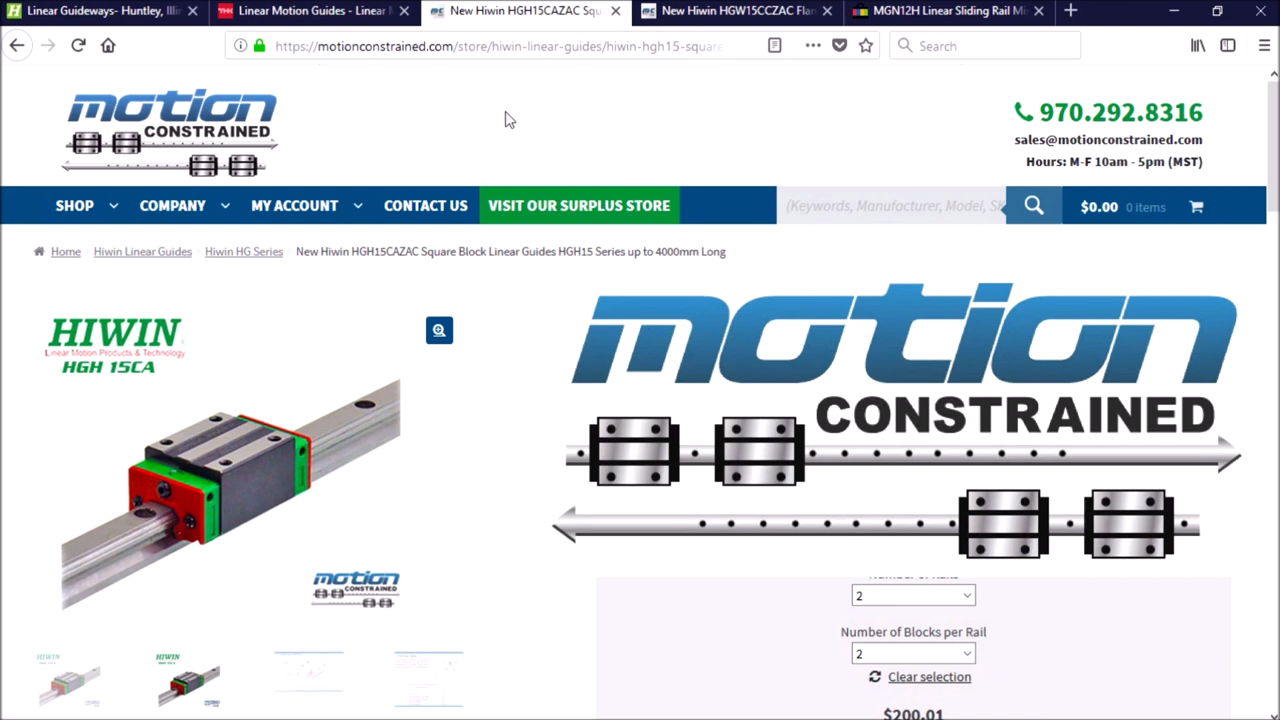 Linear Guideways- Huntley, Illi
Linear Motion Guides - Linear M
New Hiwin HGH15CAZAC Squ
New Hiwin HGW15CCZAC Flan
MGN12H Linear Sliding Rail Mi
https://motionconstrained.com/store/hiwin-linear-guides/hiwin-hgh15-square
Search
motion
CONSTRAINED
970.292.8316
sales@motionconstrained.com
Hours: M-F 10am - 5pm (MST)
SHOP
COMPANY
MY ACCOUNT
CONTACT US
VISIT OUR SURPLUS STORE
(Keywords, Manufacturer, Model, SK
$0.00 0 items
Home
Hiwin Linear Guides
Hiwin HG Series
New Hiwin HGH15CAZAC Square Block Linear Guides HGH15 Series up to 4000mm Long
HIWIN
Linear Motion Products & Technology
HGH 15CA
motion
CONSTRAINED
motion
2
Number of Blocks per Rail
2
Clear selection
$200.01
HIWIN
HIWIN